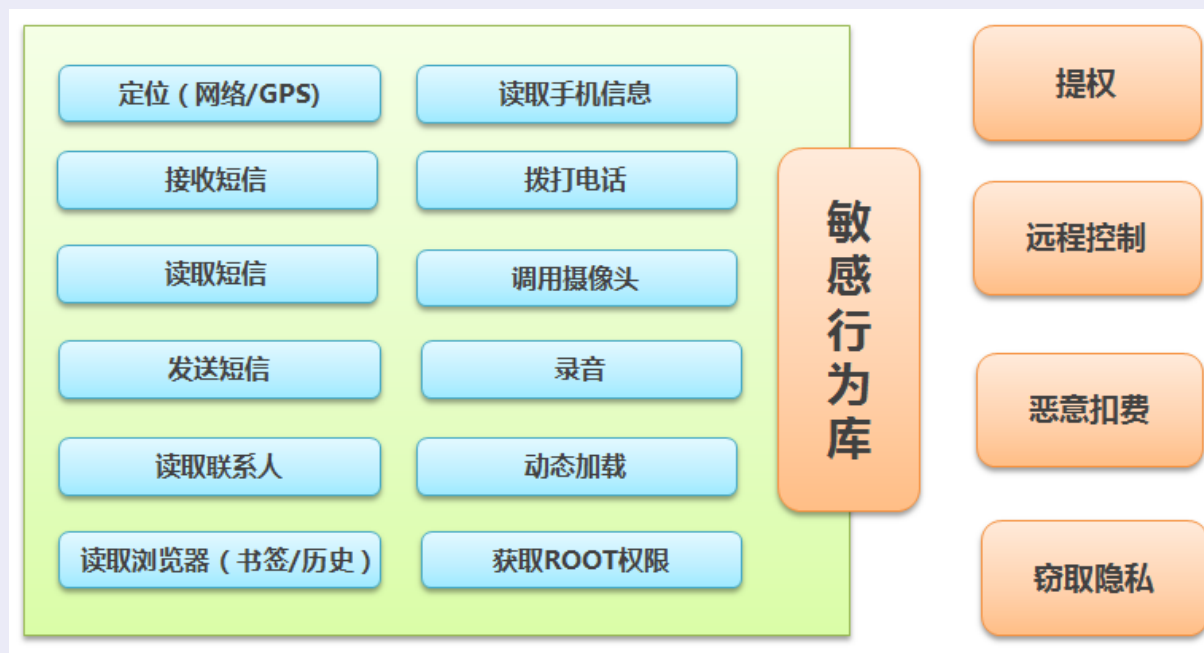 定位（网络/GPS)
读取手机信息
接收短信
拨打电话
读取短信
调用摄像头
发送短信
录音
读取联系人
动态加载
读取浏览器（书签/历史）
获取ROOT权限
敏感行为库
提权
远程控制
恶意扣费
窃取隐私